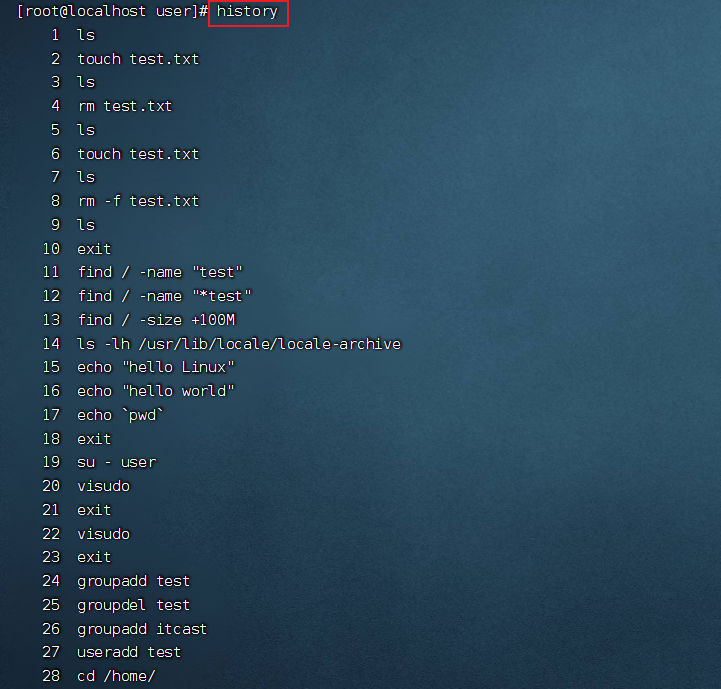 [root@localhost user]# history
1 ls
2 touch test.txt
3 ls
4 rm test.txt
5 ls
6 touch test.txt
7 ls
8 rm -f test.txt
9 ls
10 exit
11 find / -name "test"
12 find / -name "*test"
13 find / -size +100M
14 ls -lh /usr/lib/locale/locale-archive
15 echo "hello Linux"
16 echo "hello world"
17 echo `pwd`
18 exit
19 su - user
20 visudo
21 exit
22 visudo
23 exit
24 groupadd test
25 groupdel test
26 groupadd itcast
27 useradd test
28 cd /home/